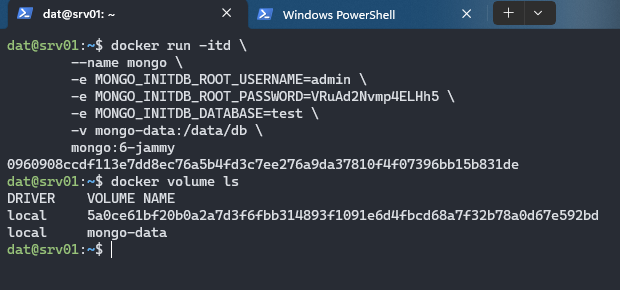 dat@srv01: ~
Windows PowerShell
dat@srv01:~$ docker run -itd \
--name mongo \
-e MONGO_INITDB_ROOT_USERNAME=admin \
-e MONGO_INITDB_ROOT_PASSWORD=VRuAd2Nvmp4ELHh5 \
-e MONGO_INITDB_DATABASE=test \
-v mongo-data:/data/db \
mongo:6-jammy
0960908ccdf113e7dd8ec76a5b4fd3c7ee276a9da37810f4f07396bb15b831de
dat@srv01:~$ docker volume ls
DRIVER    VOLUME NAME
local     5a0ce61bf20b0a2a7d3f6fbb314893f1091e6d4fbcd68a7f32b78a0d67e592bd
local     mongo-data
dat@srv01:~$